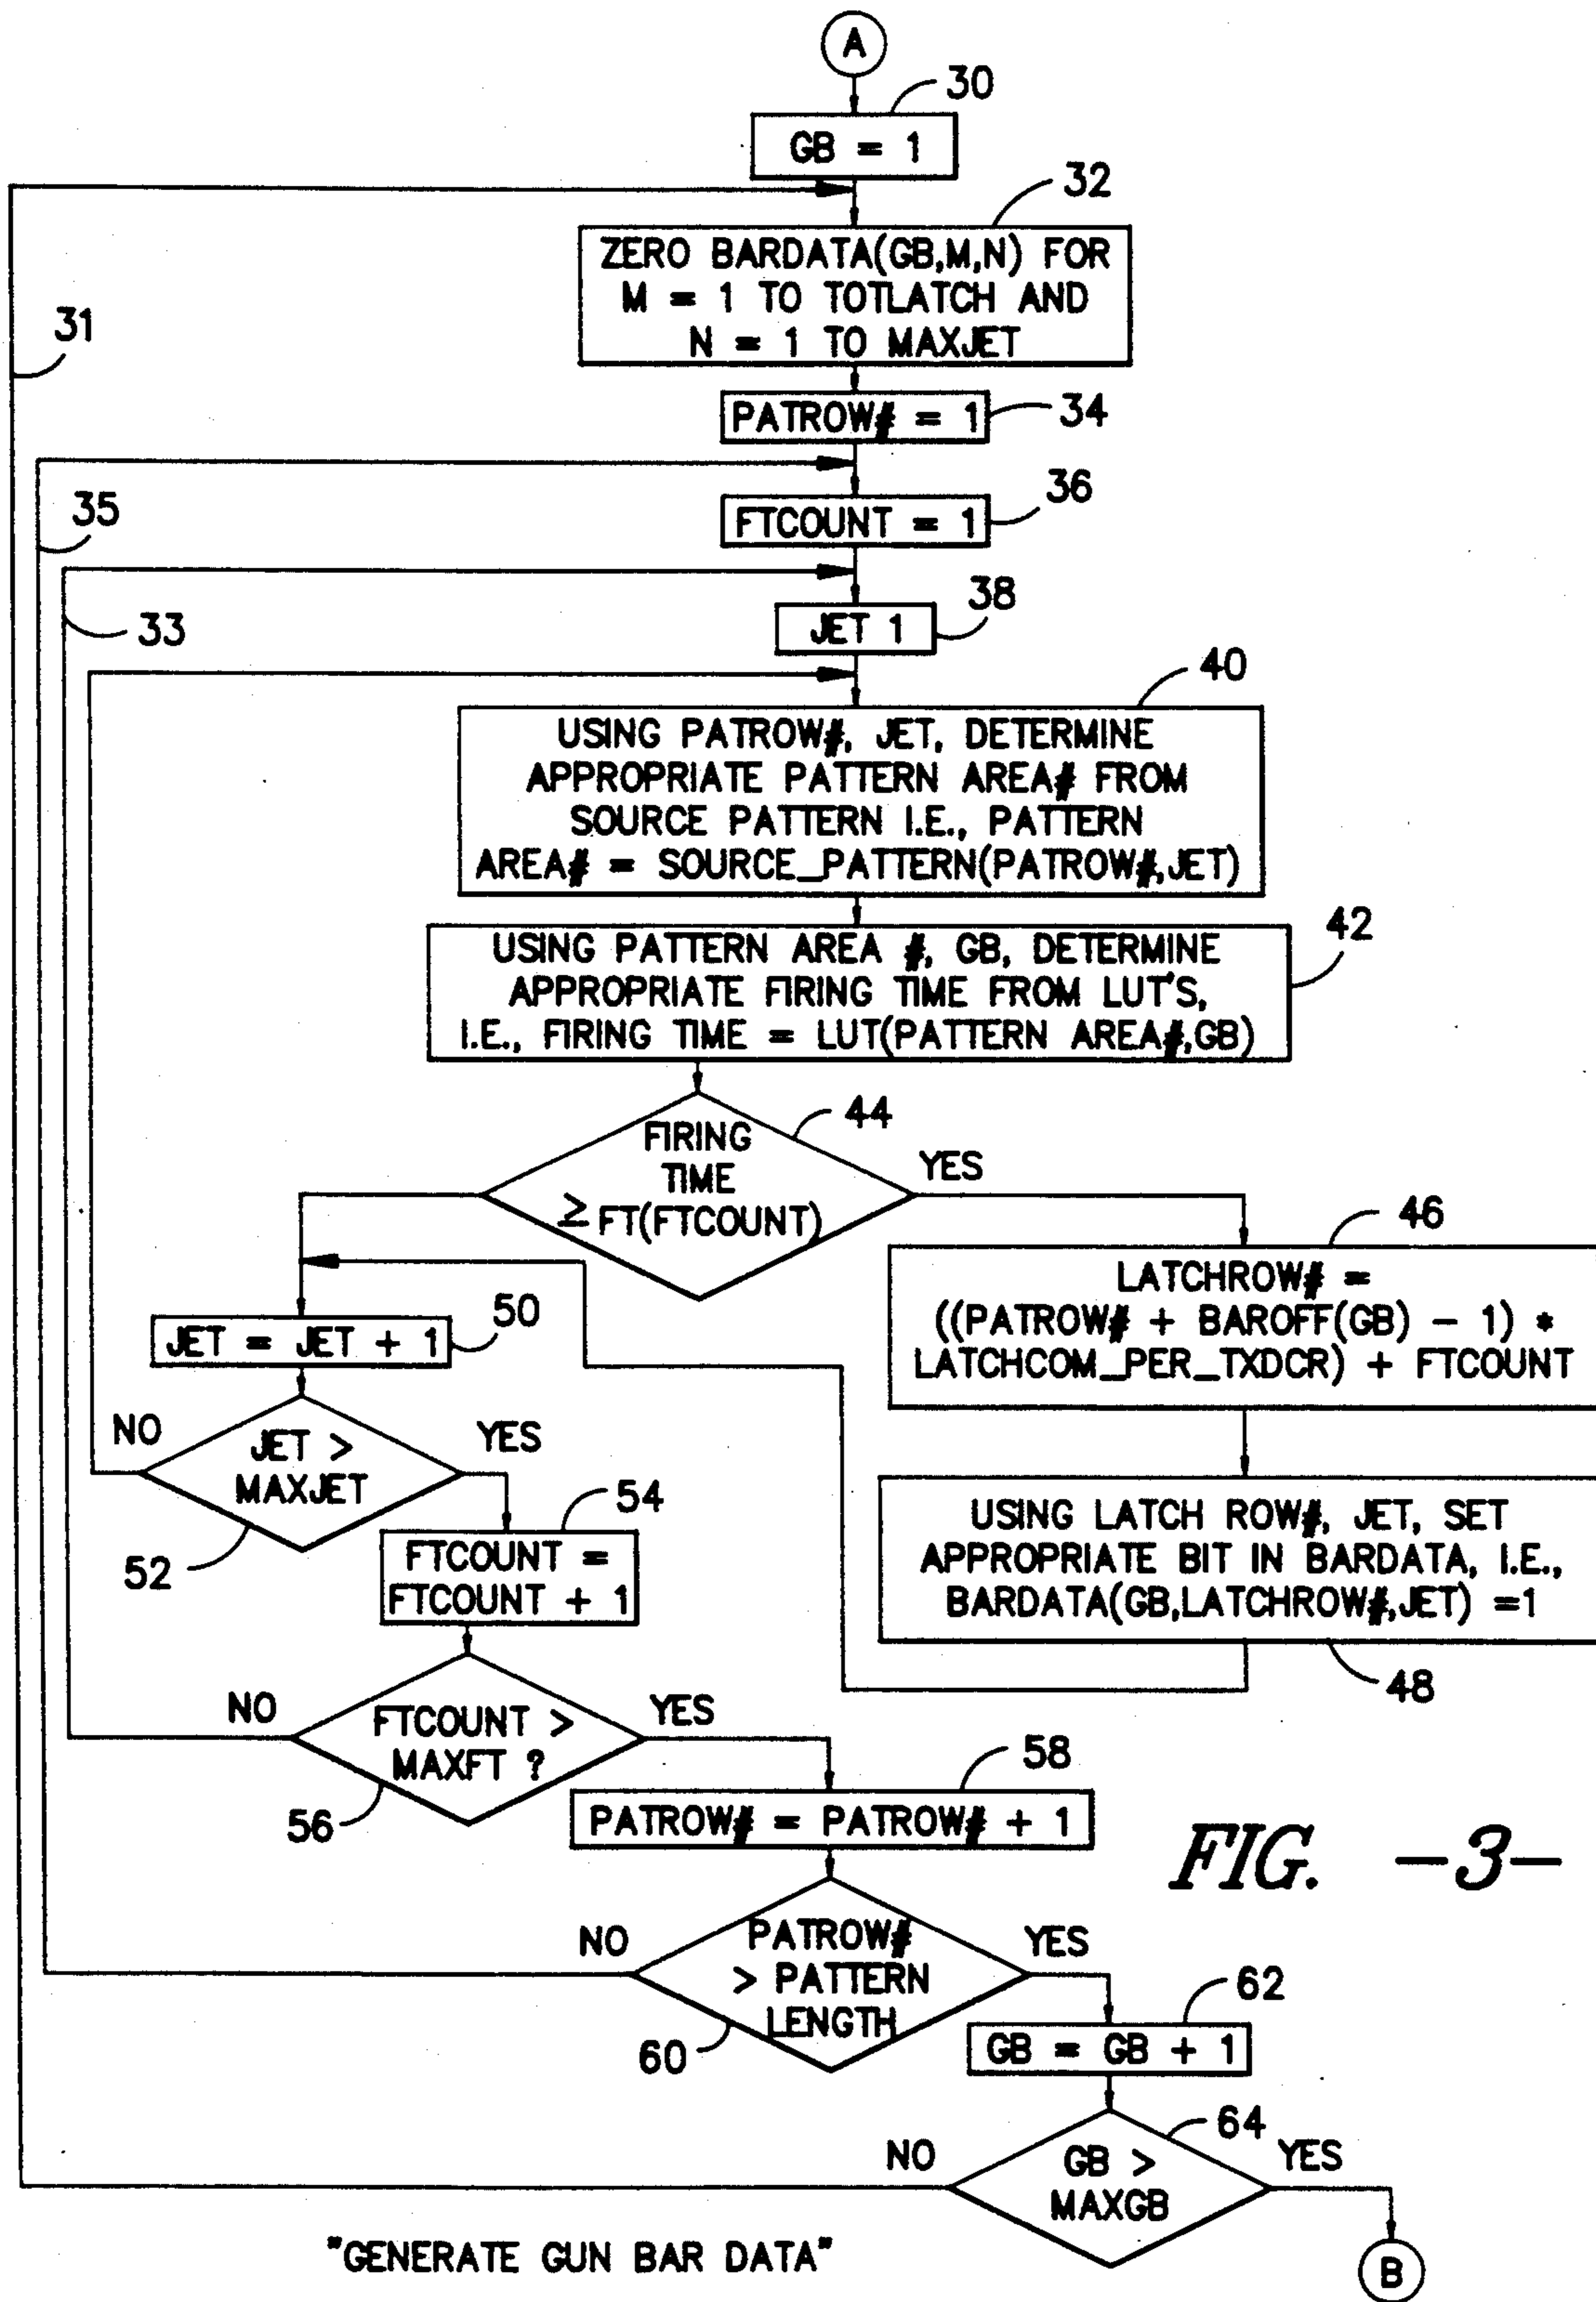 A
30
GB = 1
32
ZERO BARDATA(GB,M,N) FOR
M = 1 TO TOTLATCH AND
N = 1 TO MAXJET
31
PATROW# = 1
34
35
36
FTCOUNT = 1
33
38
JET 1
40
USING PATROW#, JET, DETERMINE
APPROPRIATE PATTERN AREA# FROM
SOURCE PATTERN I.E., PATTERN
AREA# = SOURCE_PATTERN(PATROW#,JET)
42
USING PATTERN AREA #, GB, DETERMINE
APPROPRIATE FIRING TIME FROM LUT'S,
I.E., FIRING TIME = LUT(PATTERN AREA#,GB)
44
FIRING
TIME
≥ FT(FTCOUNT)
YES
46
LATCHROW# =
((PATROW# + BAROFF(GB) − 1) *
LATCHCOM_PER_TXDCR) + FTCOUNT
50
JET = JET + 1
NO
JET >
MAXJET
YES
52
54
FTCOUNT =
FTCOUNT + 1
USING LATCH ROW#, JET, SET
APPROPRIATE BIT IN BARDATA, I.E.,
BARDATA(GB,LATCHROW#,JET) =1
48
NO
FTCOUNT >
MAXFT ?
YES
56
58
PATROW# = PATROW# + 1
FIG. -3-
NO
PATROW#
> PATTERN
LENGTH
YES
60
62
GB = GB + 1
64
NO
GB >
MAXGB
YES
"GENERATE GUN BAR DATA"
B